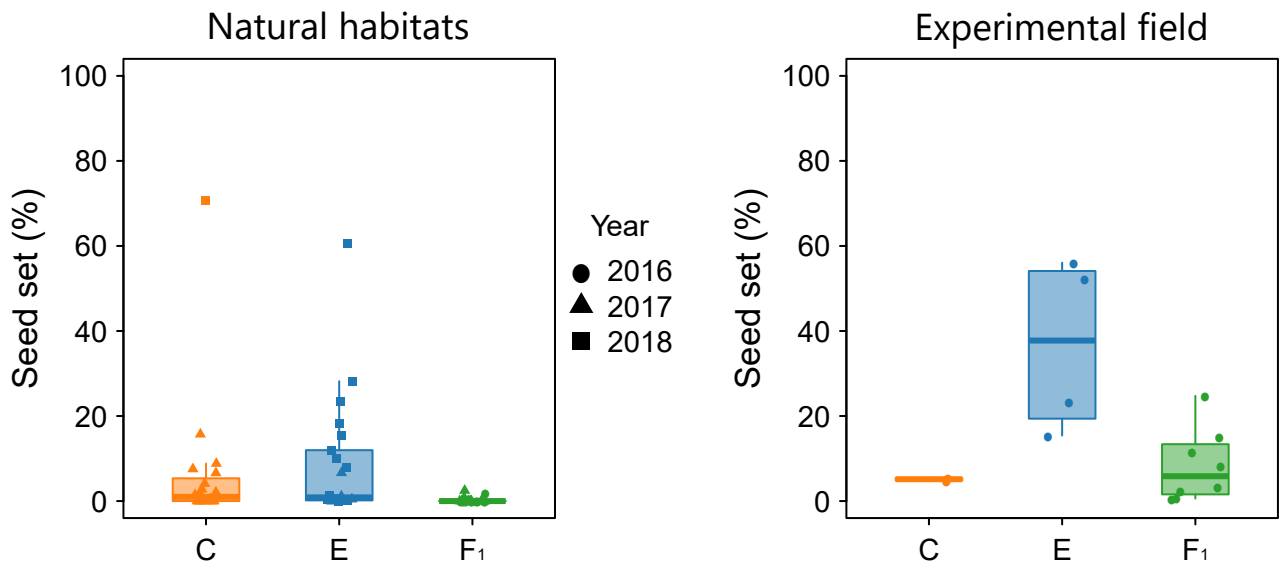 Natural habitats
Seed set (%)
100
80
60
40
20
0
C E F₁
Year
2016
2017
2018
Experimental field
Seed set (%)
100
80
60
40
20
0
C E F₁